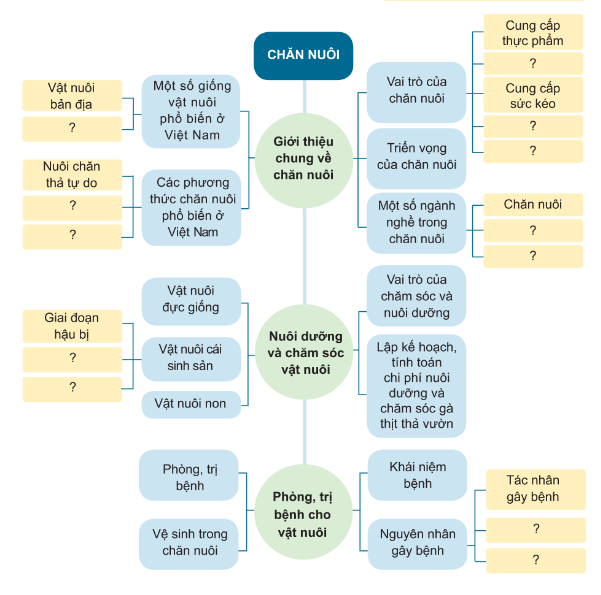 CHĂN NUÔI
Giới thiệu
chung về
chăn nuôi
Một số giống
vật nuôi
phổ biến ở
Việt Nam
Vật nuôi
bản địa
?
Các phương
thức chăn nuôi
phổ biến ở
Việt Nam
Nuôi chăn
thả tự do
?
?
Vai trò của
chăn nuôi
Cung cấp
thực phẩm
?
Cung cấp
sức kéo
?
?
Triển vọng
của chăn nuôi
Một số ngành
nghề trong
chăn nuôi
Chăn nuôi
?
?
Nuôi dưỡng
và chăm sóc
vật nuôi
Vật nuôi
đực giống
Vật nuôi cái
sinh sản
Giai đoạn
hậu bị
?
?
Vật nuôi non
Vai trò của
chăm sóc và
nuôi dưỡng
Lập kế hoạch,
tính toán
chi phí nuôi
dưỡng và
chăm sóc gà
thịt thả vườn
Phòng, trị
bệnh cho
vật nuôi
Phòng, trị
bệnh
Vệ sinh trong
chăn nuôi
Khái niệm
bệnh
Nguyên nhân
gây bệnh
Tác nhân
gây bệnh
?
?